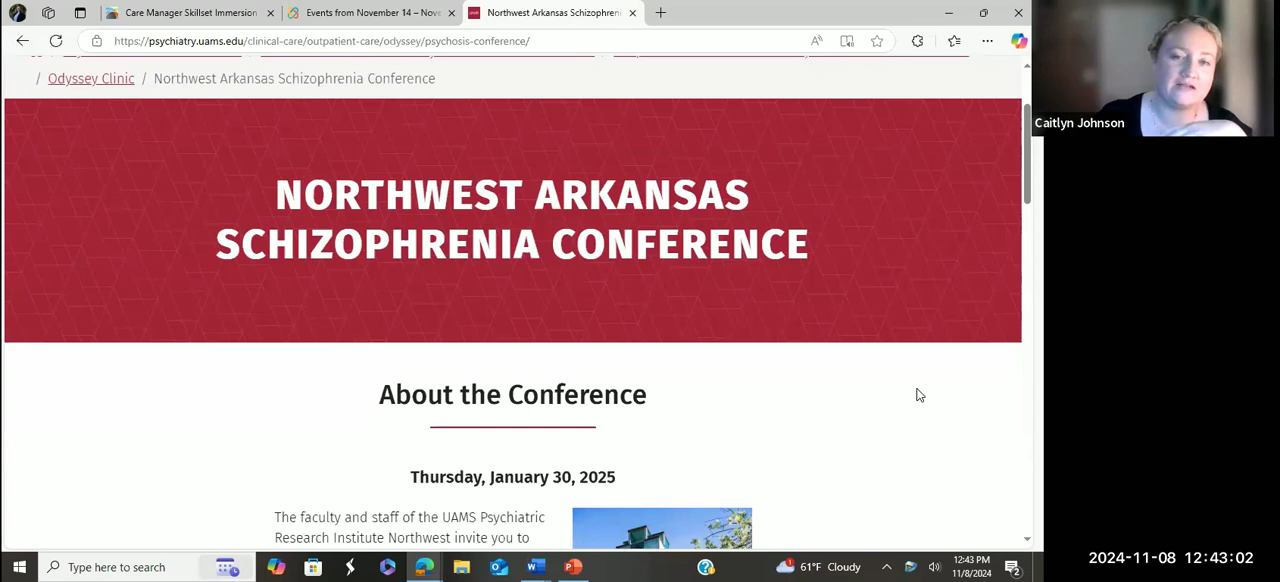 Care Manager Skillset Immersion
Events from November 14 – Nov
Northwest Arkansas Schizophren
https://psychiatry.uams.edu/clinical-care/outpatient-care/odyssey/psychosis-conference/
/ Odyssey Clinic / Northwest Arkansas Schizophrenia Conference
NORTHWEST ARKANSAS
SCHIZOPHRENIA CONFERENCE
About the Conference
Thursday, January 30, 2025
The faculty and staff of the UAMS Psychiatric
Research Institute Northwest invite you to
Caitlyn Johnson
Type here to search
61°F Cloudy
12:43 PM
11/8/2024
2
2024-11-08 12:43:02